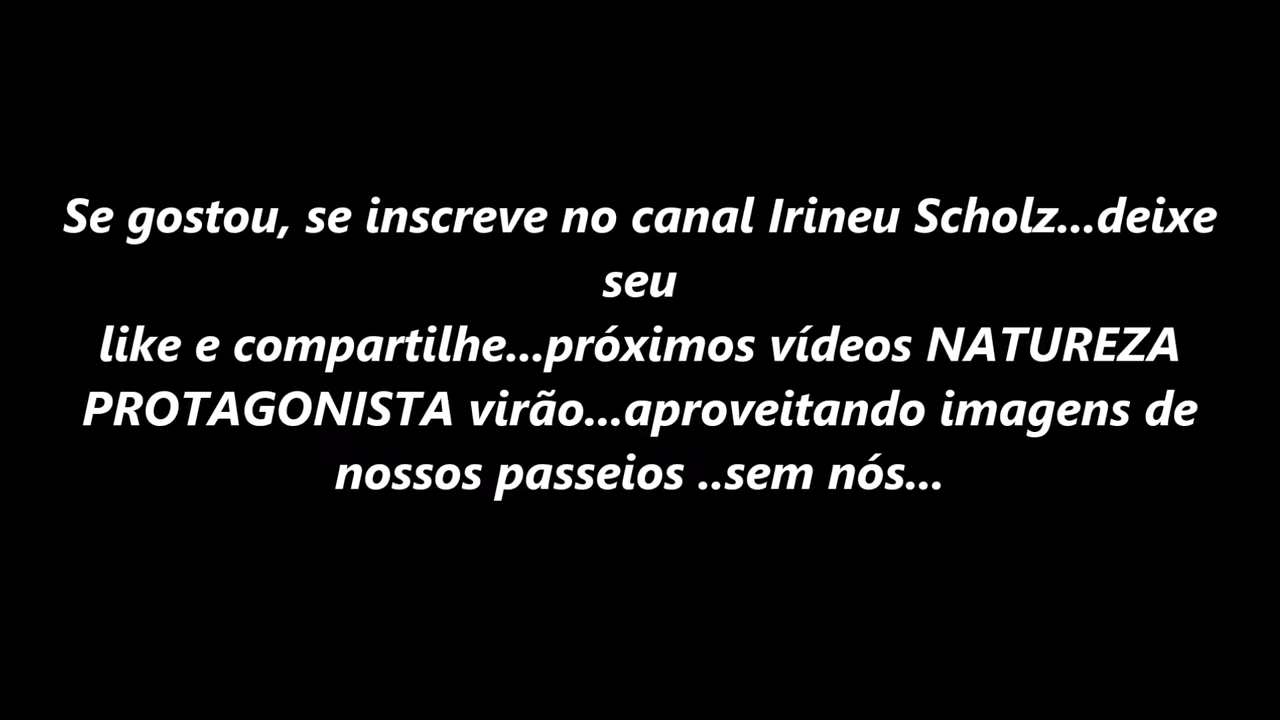 Se gostou, se inscreve no canal Irineu Scholz...deixe
seu
like e compartilhe...próximos vídeos NATUREZA
PROTAGONISTA virão...aproveitando imagens de
nossos passeios ..sem nós...